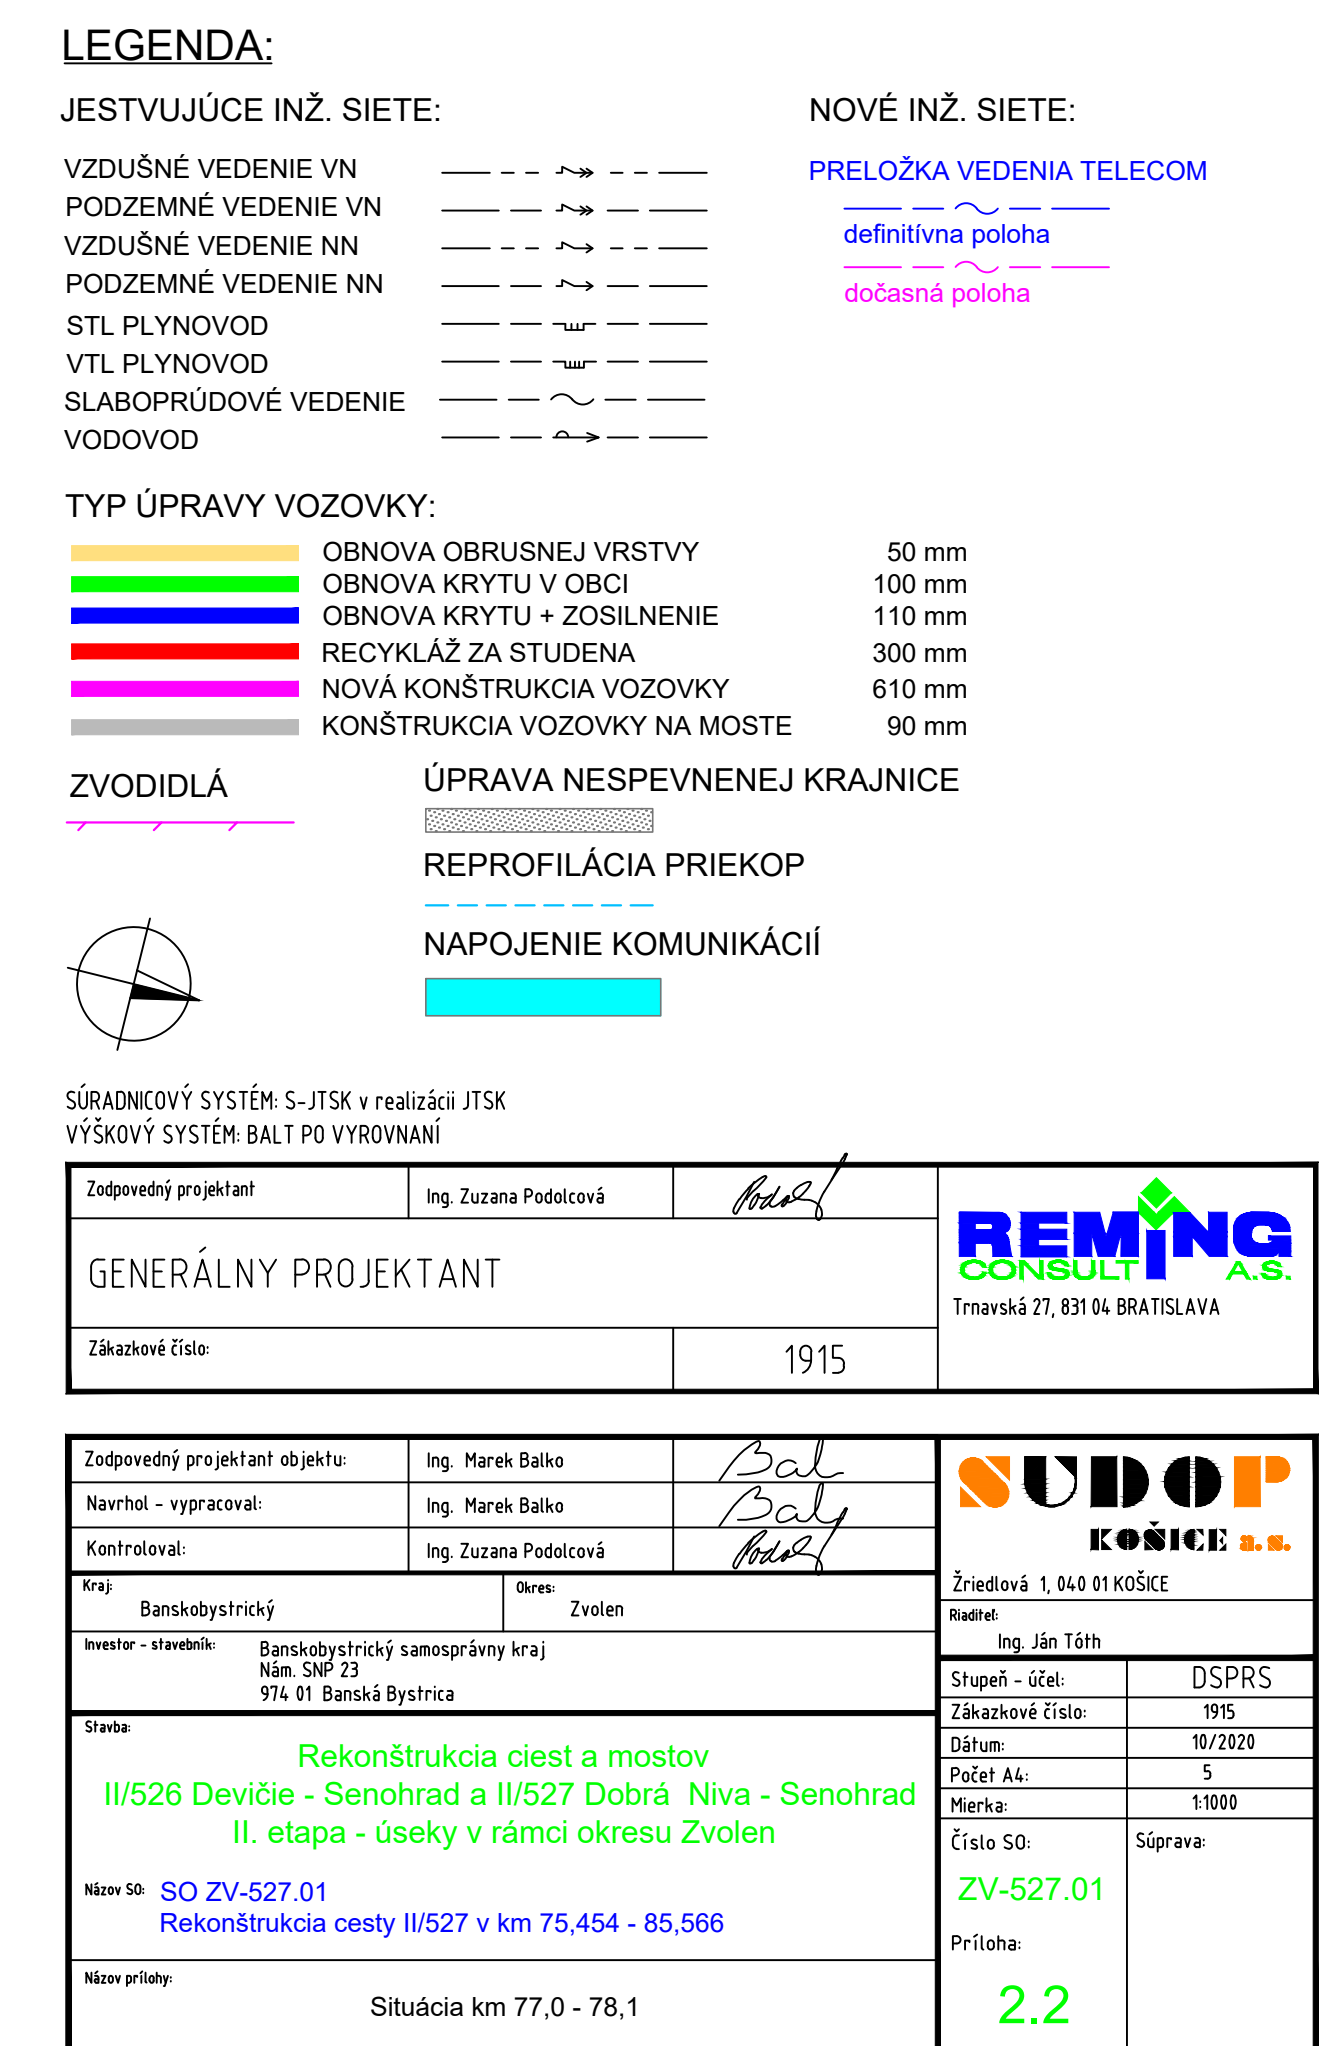 LEGENDA:
JESTVUJÚCE INŽ. SIETE:
VZDUŠNÉ VEDENIE VN
PODZEMNÉ VEDENIE VN
VZDUŠNÉ VEDENIE NN
PODZEMNÉ VEDENIE NN
STL PLYNOVOD
VTL PLYNOVOD
SLABOPRÚDOVÉ VEDENIE
VODOVOD
NOVÉ INŽ. SIETE:
PRELOŽKA VEDENIA TELECOM
definitívna poloha
dočasná poloha
TYP ÚPRAVY VOZOVKY:
OBNOVA OBRUSNEJ VRSTVY 50 mm
OBNOVA KRYTU V OBCI 100 mm
OBNOVA KRYTU + ZOSILNENIE 110 mm
RECYKLÁŽ ZA STUDENA 300 mm
NOVÁ KONŠTRUKCIA VOZOVKY 610 mm
KONŠTRUKCIA VOZOVKY NA MOSTE 90 mm
ZVODIDLÁ
ÚPRAVA NESPEVNENEJ KRAJNICE
REPROFILÁCIA PRIEKOP
NAPOJENIE KOMUNIKÁCIÍ
SÚRADNICOVÝ SYSTÉM: S-JTSK v realizácii JTSK
VÝŠKOVÝ SYSTÉM: BALT PO VYROVNANÍ
Zodpovedný projektant Ing. Zuzana Podolcová
GENERÁLNY PROJEKTANT
Zákazkové číslo: 1915
REMING
CONSULT A.S.
Trnavská 27, 831 04 BRATISLAVA
Zodpovedný projektant objektu: Ing. Marek Balko Bal
Navrhol - vypracoval: Ing. Marek Balko Bal
Kontroloval: Ing. Zuzana Podolcová
Kraj: Okres:
Banskobystrický Zvolen
Investor - stavebník: Banskobystrický samosprávny kraj
Nám. SNP 23
974 01 Banská Bystrica
Stavba:
Rekonštrukcia ciest a mostov
II/526 Devičie - Senohrad a II/527 Dobrá Niva - Senohrad
II. etapa - úseky v rámci okresu Zvolen
Názov SO: SO ZV-527.01
Rekonštrukcia cesty II/527 v km 75,454 - 85,566
Názov prílohy:
Situácia km 77,0 - 78,1
SUDOP
KOŠICE a.s.
Žriedlová 1, 040 01 KOŠICE
Riaditeľ:
Ing. Ján Tóth
Stupeň - účel: DSPRS
Zákazkové číslo: 1915
Dátum: 10/2020
Počet A4: 5
Mierka: 1:1000
Číslo SO: Súprava:
ZV-527.01
Príloha:
2.2